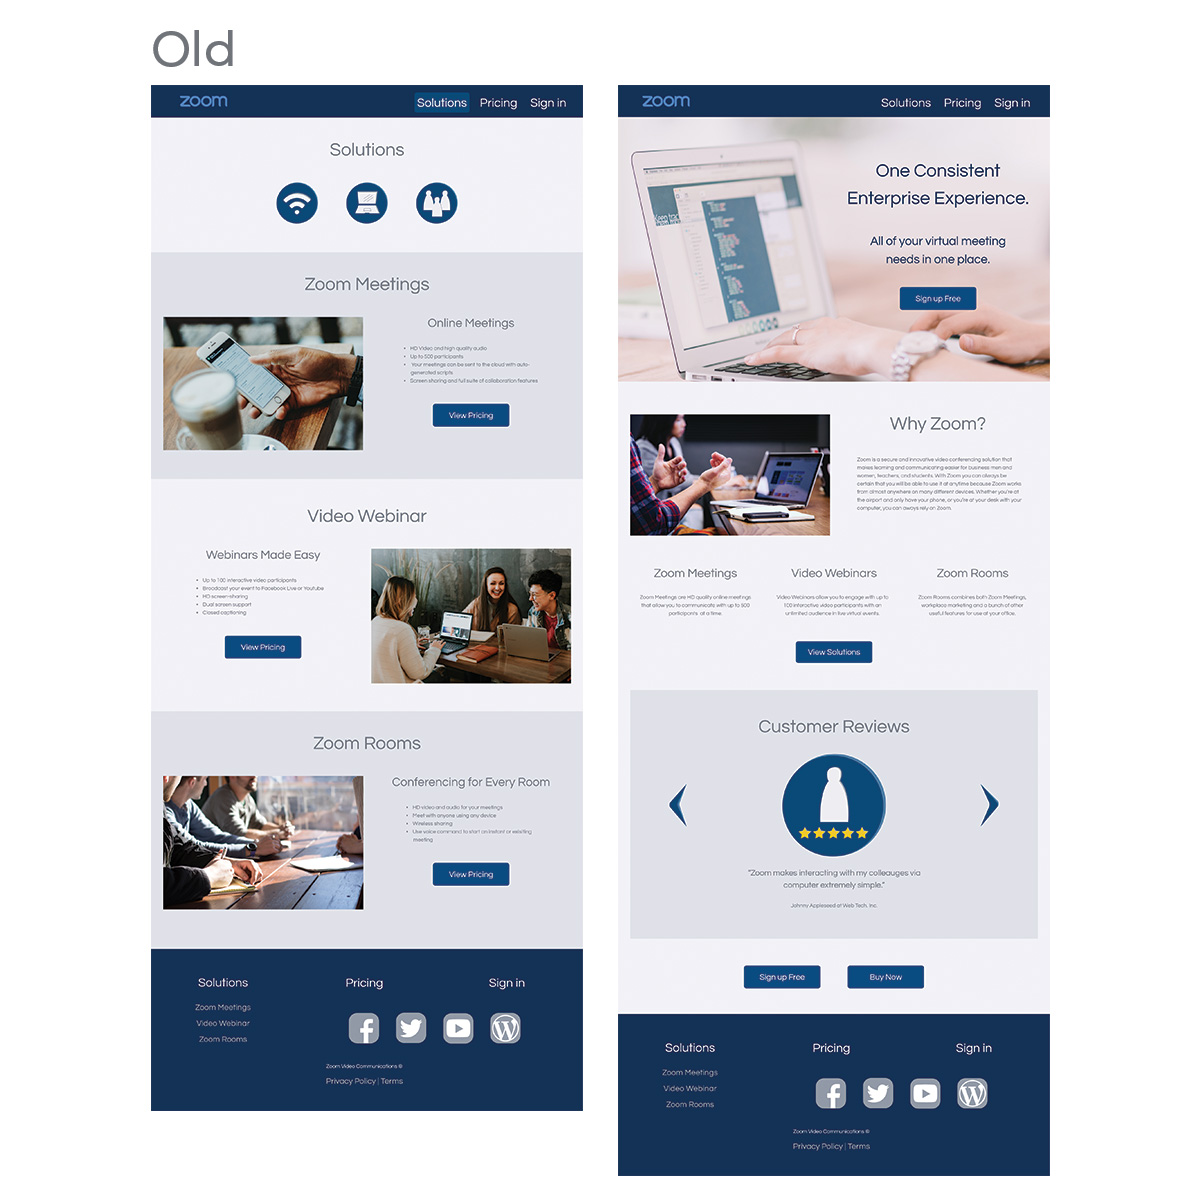 Old
zoom
Solutions Pricing Sign in
Solutions
Zoom Meetings
Online Meetings
HD Video and high quality audio
Up to 500 participants
Your meetings can be sent to the cloud with auto-
generated scripts
Screen sharing and full suite of collaboration features
View Pricing
Video Webinar
Webinars Made Easy
Up to 100 interactive video participants
Broadcast your event to Facebook Live or Youtube
HD screen-sharing
Dual screen support
Closed captioning
View Pricing
Zoom Rooms
Conferencing for Every Room
HD video and audio for your meetings
Meet with anyone using any device
Wireless sharing
Use voice command to start an instant or existing
meeting
View Pricing
Solutions Pricing Sign in
Zoom Meetings
Video Webinar
Zoom Rooms
Zoom Video Communications ©
Privacy Policy | Terms
zoom
Solutions Pricing Sign in
One Consistent
Enterprise Experience.
All of your virtual meeting
needs in one place.
Sign up Free
Why Zoom?
Zoom is a secure and innovative video conferencing solution that
makes learning and communicating easier for business men and
women, teachers, and students. With Zoom you can always be
certain that you will be able to use it at anytime because Zoom works
from almost anywhere on many different devices. Whether you're at
the airport and only have your phone, or you're at your desk with your
computer, you can always rely on Zoom.
Zoom Meetings
Zoom Meetings are HD quality online meetings
that allow you to communicate with up to 500
participants at a time.
Video Webinars
Video Webinars allow you to engage with up to
100 interactive video participants with an
unlimited audience in live virtual events.
Zoom Rooms
Zoom Rooms combines both Zoom Meetings,
workplace marketing and a bunch of other
useful features for use at your office.
View Solutions
Customer Reviews
"Zoom makes interacting with my colleauges via
computer extremely simple."
Johnny Appleseed at Web Tech, Inc.
Sign up Free Buy Now
Solutions Pricing Sign in
Zoom Meetings
Video Webinar
Zoom Rooms
Zoom Video Communications ©
Privacy Policy | Terms